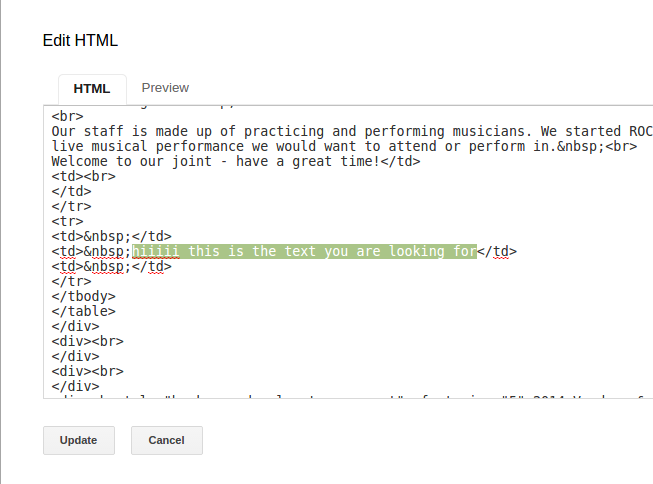 Edit HTML
HTML Preview
<br>
Our staff is made up of practicing and performing musicians. We started ROC
live musical performance we would want to attend or perform in.&nbsp;<br>
Welcome to our joint - have a great time!</td>
<td><br>
</td>
</tr>
<tr>
<td>&nbsp;</td>
<td>&nbsp;hiiiii this is the text you are looking for</td>
<td>&nbsp;</td>
</tr>
</tbody>
</table>
</div>
<div><br>
</div>
<div><br>
</div>
Update Cancel